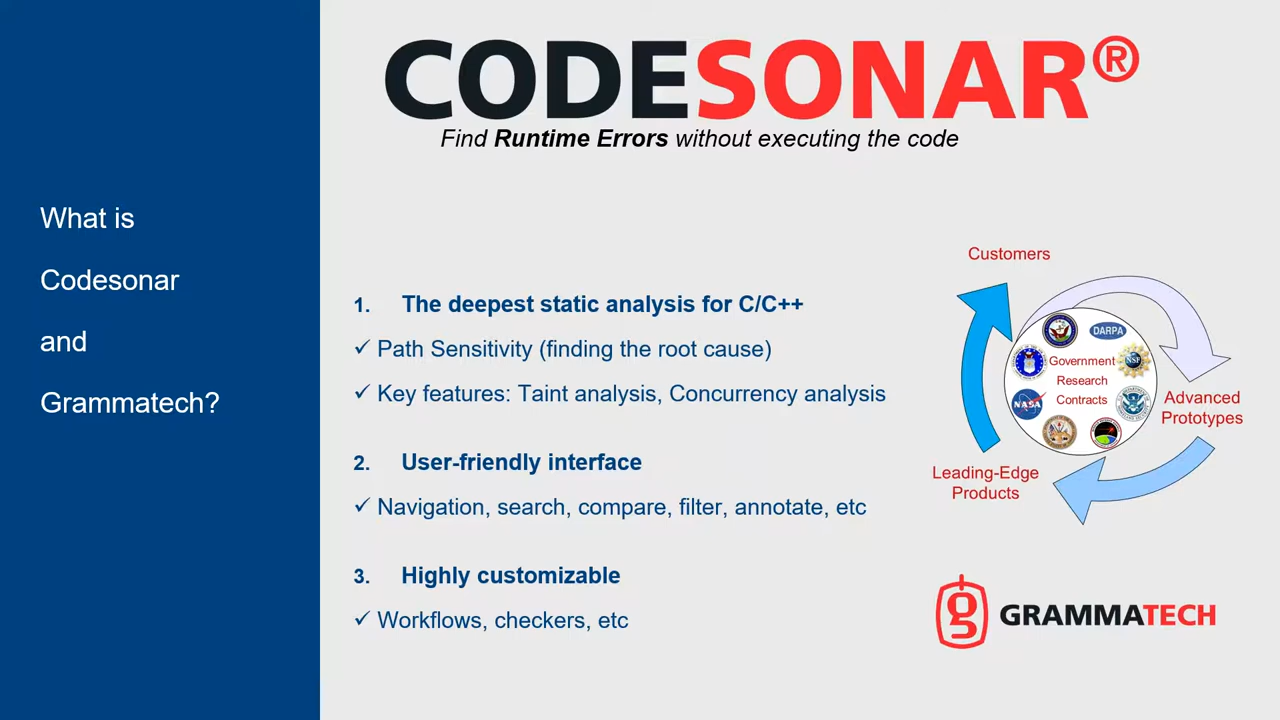 What is
Codesonar
and
Grammatech?
CODESONAR®
Find Runtime Errors without executing the code
1. The deepest static analysis for C/C++
✓ Path Sensitivity (finding the root cause)
✓ Key features: Taint analysis, Concurrency analysis
2. User-friendly interface
✓ Navigation, search, compare, filter, annotate, etc
3. Highly customizable
✓ Workflows, checkers, etc
Customers
DARPA
NSF
Government
Research
Contracts
NASA
Advanced
Prototypes
Leading-Edge
Products
GRAMMATECH